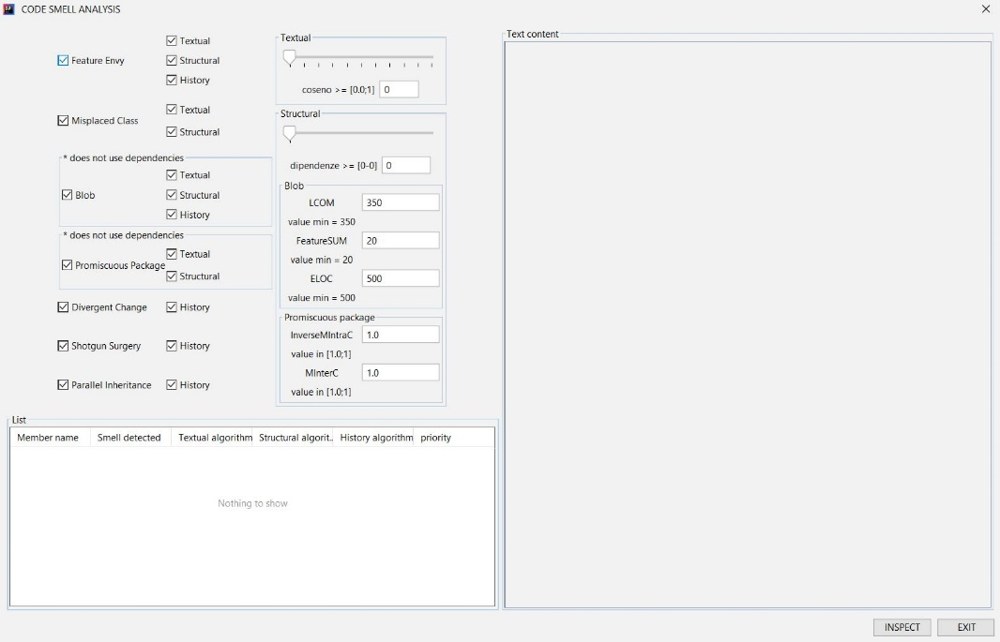 CODE SMELL ANALYSIS
Feature Envy
Textual
Structural
History
Misplaced Class
Textual
Structural
* does not use dependencies
Blob
Textual
Structural
History
* does not use dependencies
Promiscuous Package
Textual
Structural
Divergent Change
History
Shotgun Surgery
History
Parallel Inheritance
History
Textual
coseno >= [0.0;1] 0
Structural
dipendenze >= [0-0] 0
Blob
LCOM 350
value min = 350
FeatureSUM 20
value min = 20
ELOC 500
value min = 500
Promiscuous package
InverseMIntraC 1.0
value in [1.0;1]
MInterC 1.0
value in [1.0;1]
Text content
List
Member name Smell detected Textual algorithm Structural algorit... History algorithm priority
Nothing to show
INSPECT EXIT